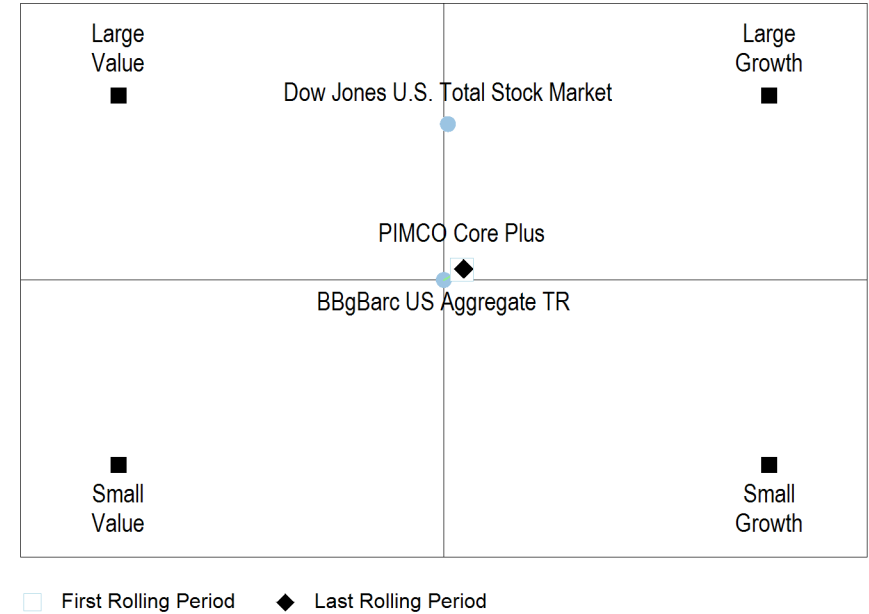 Large
Value
Large
Growth
Dow Jones U.S. Total Stock Market
PIMCO Core Plus
BBgBarc US Aggregate TR
Small
Value
Small
Growth
First Rolling Period
Last Rolling Period